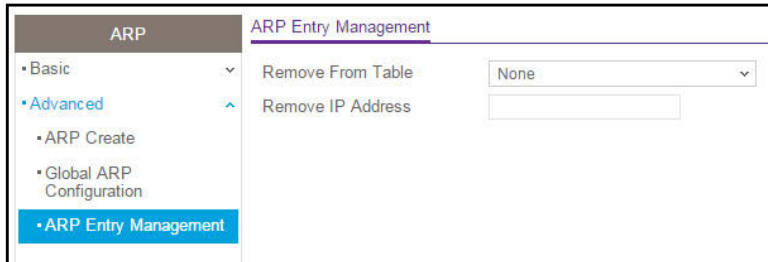 ARP
Basic
Advanced
ARP Create
Global ARP
Configuration
ARP Entry Management
ARP Entry Management
Remove From Table
None
Remove IP Address